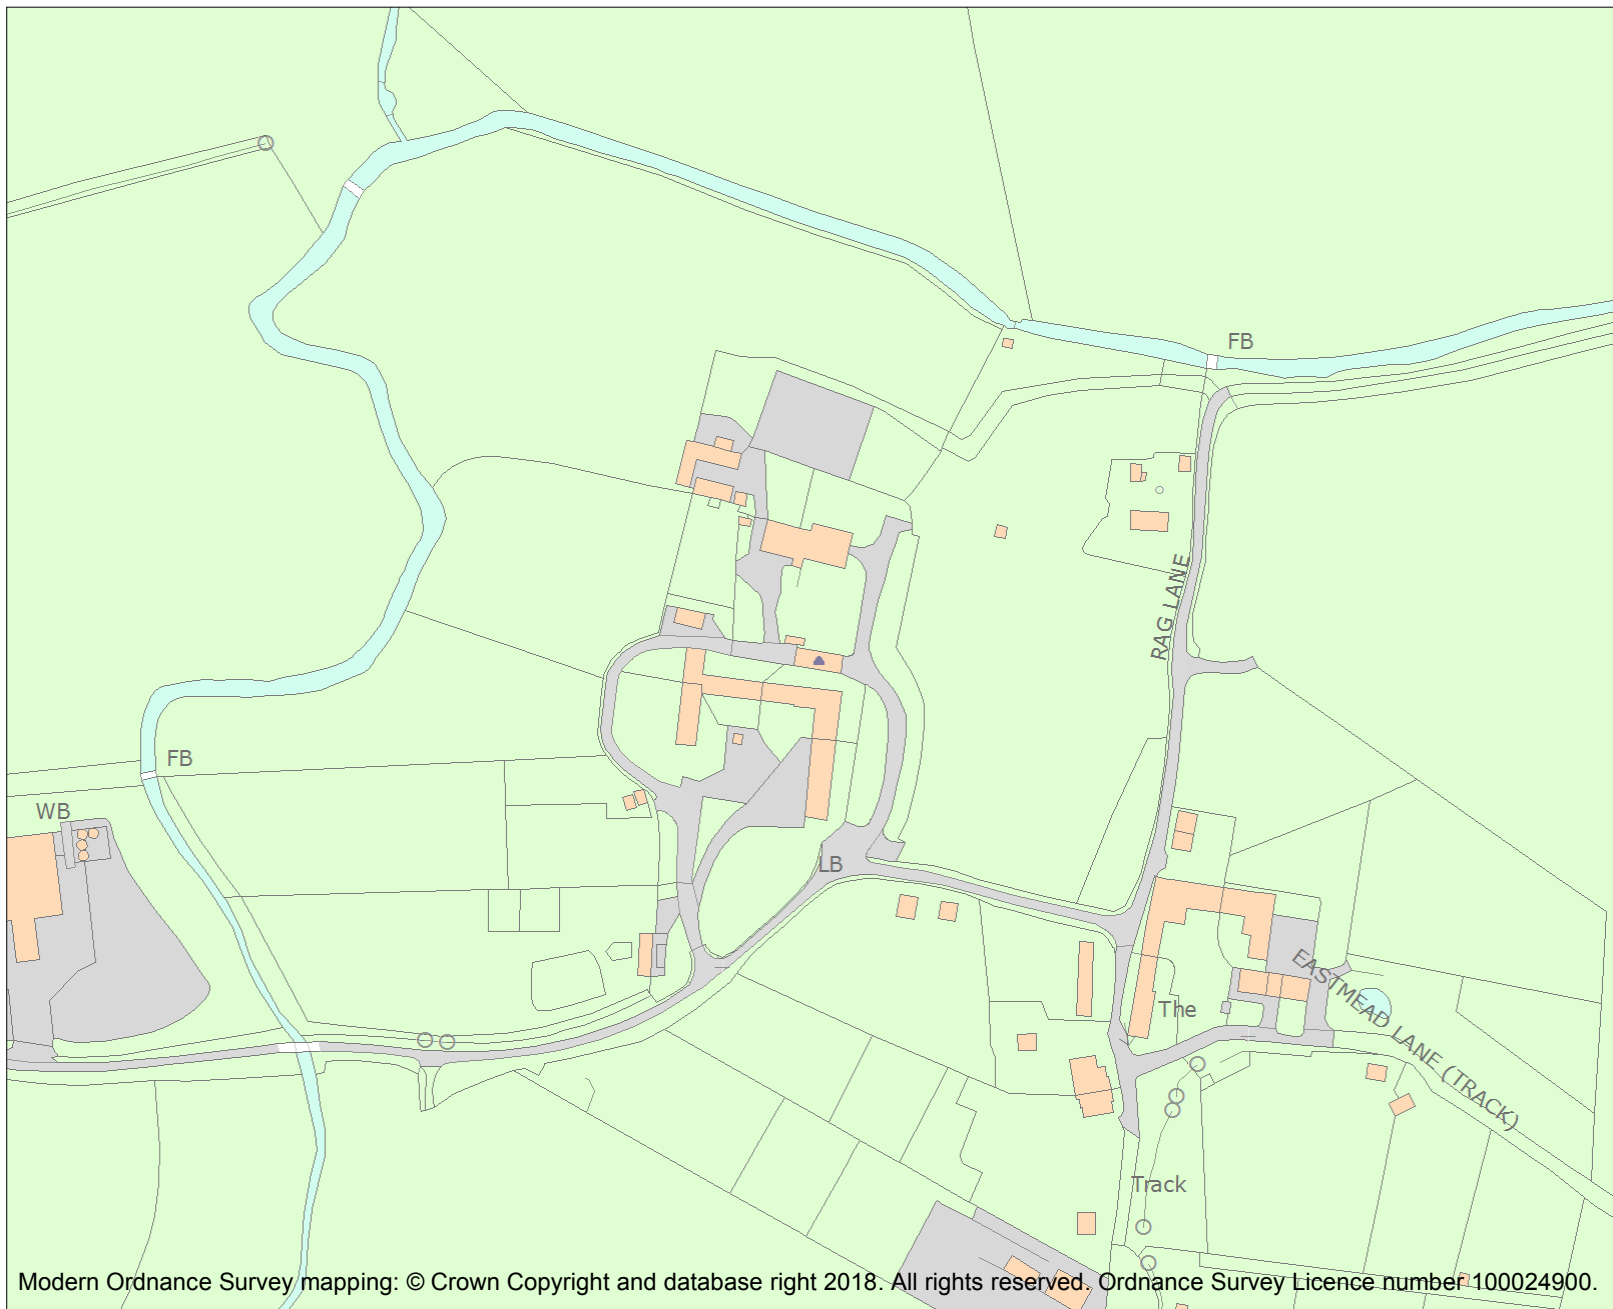 FB
RAG LANE
FB
WB
LB
EASTMEAD LANE (TRACK)
The
Track
Modern Ordnance Survey mapping: © Crown Copyright and database right 2018. All rights reserved. Ordnance Survey Licence number 100024900.